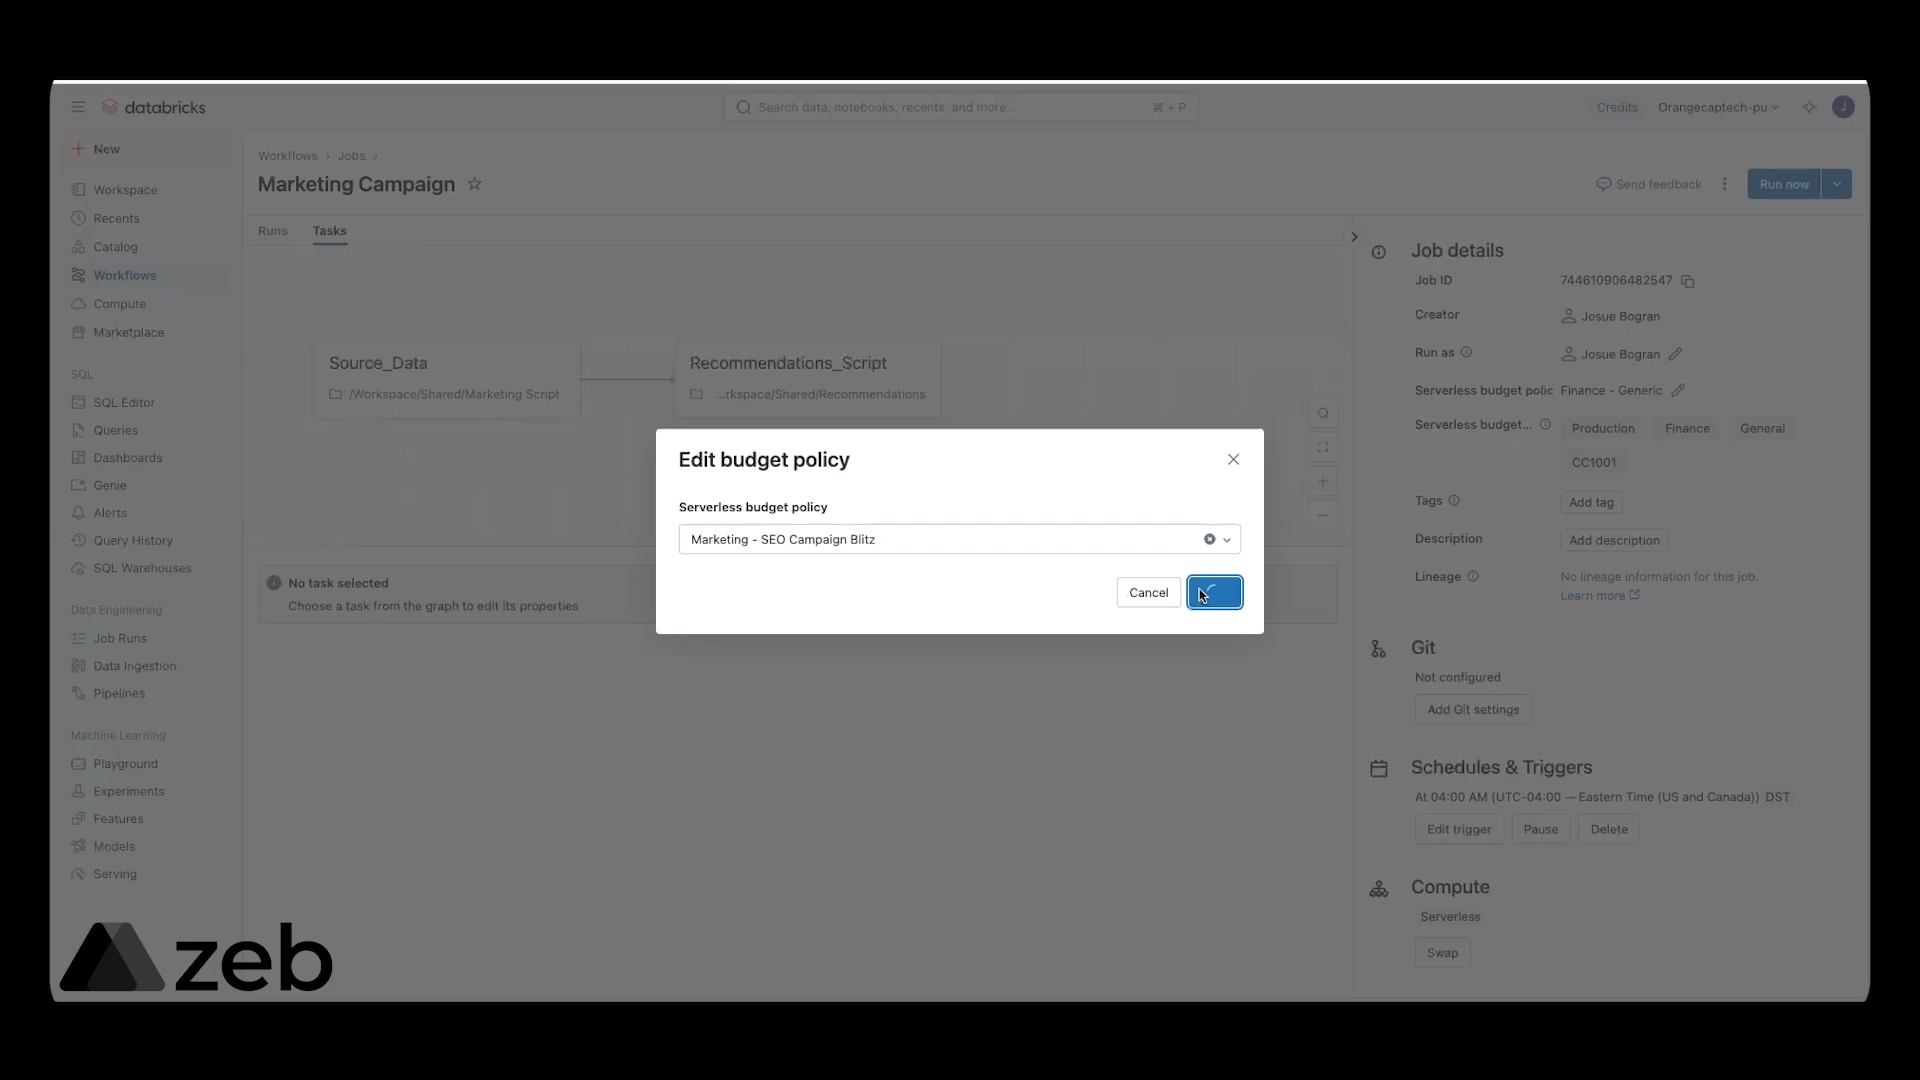 databricks
Search data, notebooks, recents, and more...
⌘ + P
Credits
Orangecaptech-pu
J
New
Workspace
Recents
Catalog
Workflows
Compute
Marketplace
SQL
SQL Editor
Queries
Dashboards
Genie
Alerts
Query History
SQL Warehouses
Data Engineering
Job Runs
Data Ingestion
Pipelines
Machine Learning
Playground
Experiments
Features
Models
Serving
zeb
Workflows › Jobs ›
Marketing Campaign
Send feedback
Run now
Runs
Tasks
Source_Data
/Workspace/Shared/Marketing Script
Recommendations_Script
...rkspace/Shared/Recommendations
No task selected
Choose a task from the graph to edit its properties
Edit budget policy
Serverless budget policy
Marketing - SEO Campaign Blitz
Cancel
Job details
Job ID 744610906482547
Creator Josue Bogran
Run as Josue Bogran
Serverless budget polic Finance - Generic
Serverless budget... Production Finance General
CC1001
Tags Add tag
Description Add description
Lineage No lineage information for this job.
Learn more
Git
Not configured
Add Git settings
Schedules & Triggers
At 04:00 AM (UTC-04:00 — Eastern Time (US and Canada)) DST
Edit trigger Pause Delete
Compute
Serverless
Swap